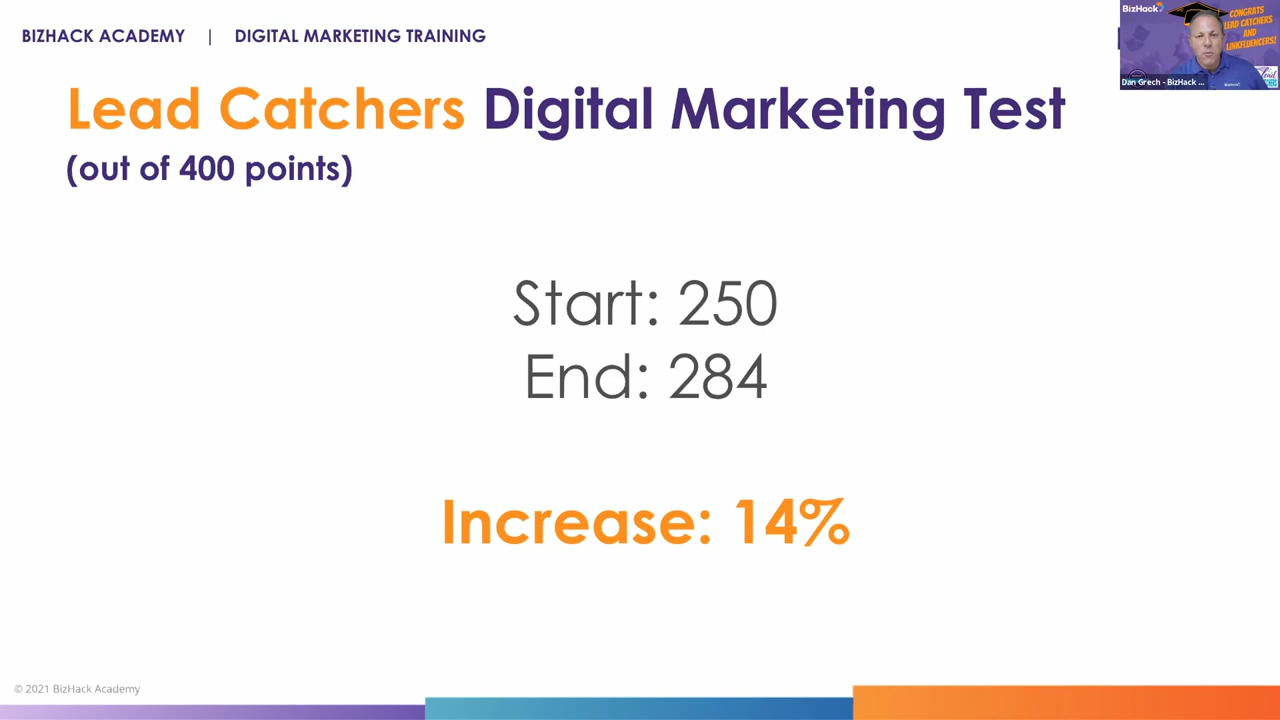 BIZHACK ACADEMY | DIGITAL MARKETING TRAINING
BizHack
CONGRATS
LEAD CATCHERS
AND
LINKFLUENCERS!
Dan Grech - BizHack ...
Lead Catchers Digital Marketing Test
(out of 400 points)
Start: 250
End: 284
Increase: 14%
© 2021 BizHack Academy